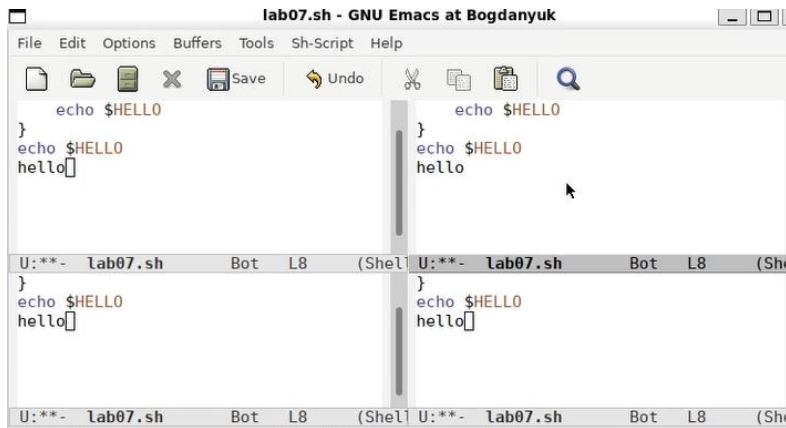 lab07.sh - GNU Emacs at Bogdanyuk
File Edit Options Buffers Tools Sh-Script Help
Save Undo
echo $HELLO
}
echo $HELLO
hello
U:**- lab07.sh Bot L8 (Shell
echo $HELLO
}
echo $HELLO
hello
U:**- lab07.sh Bot L8 (She
}
echo $HELLO
hello
U:**- lab07.sh Bot L8 (Shell
}
echo $HELLO
hello
U:**- lab07.sh Bot L8 (She